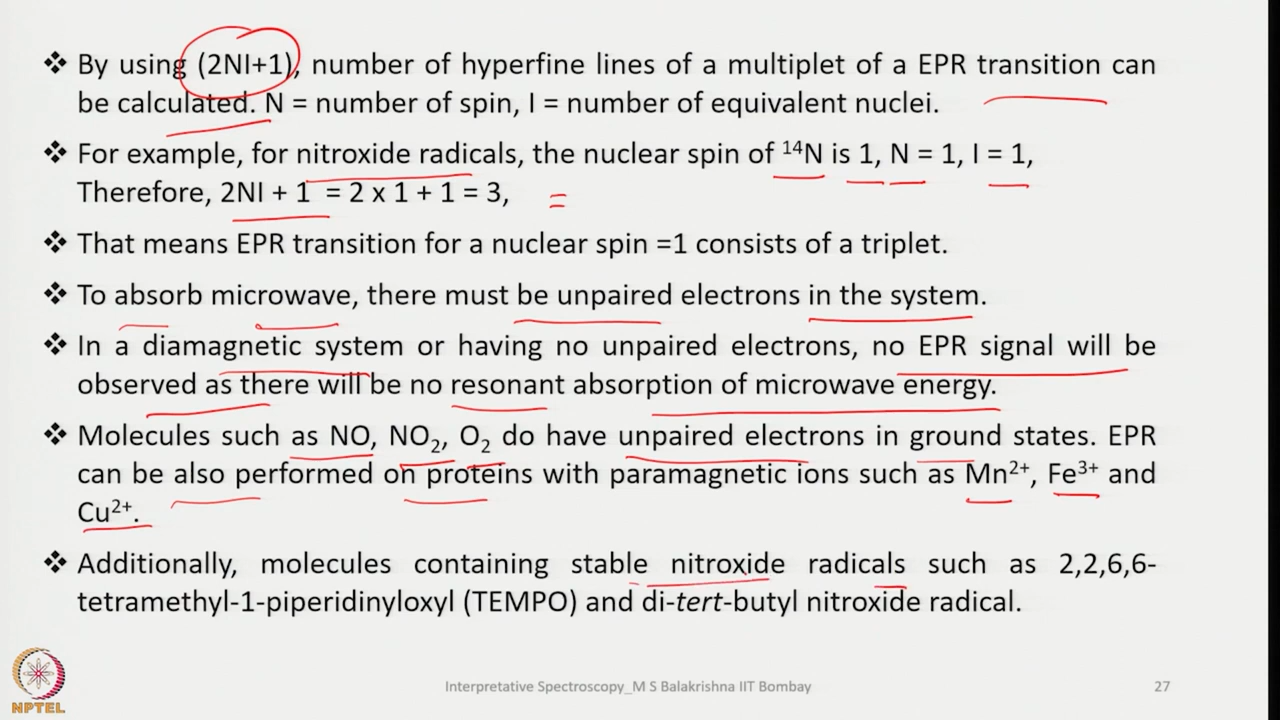 ❖ By using (2NI+1), number of hyperfine lines of a multiplet of a EPR transition can
be calculated. N = number of spin, I = number of equivalent nuclei.
❖ For example, for nitroxide radicals, the nuclear spin of ¹⁴N is 1, N = 1, I = 1,
Therefore, 2NI + 1 = 2 x 1 + 1 = 3,
❖ That means EPR transition for a nuclear spin =1 consists of a triplet.
❖ To absorb microwave, there must be unpaired electrons in the system.
❖ In a diamagnetic system or having no unpaired electrons, no EPR signal will be
observed as there will be no resonant absorption of microwave energy.
❖ Molecules such as NO, NO₂, O₂ do have unpaired electrons in ground states. EPR
can be also performed on proteins with paramagnetic ions such as Mn²⁺, Fe³⁺ and
Cu²⁺.
❖ Additionally, molecules containing stable nitroxide radicals such as 2,2,6,6-
tetramethyl-1-piperidinyloxyl (TEMPO) and di-tert-butyl nitroxide radical.
NPTEL
Interpretative Spectroscopy_M S Balakrishna IIT Bombay
27